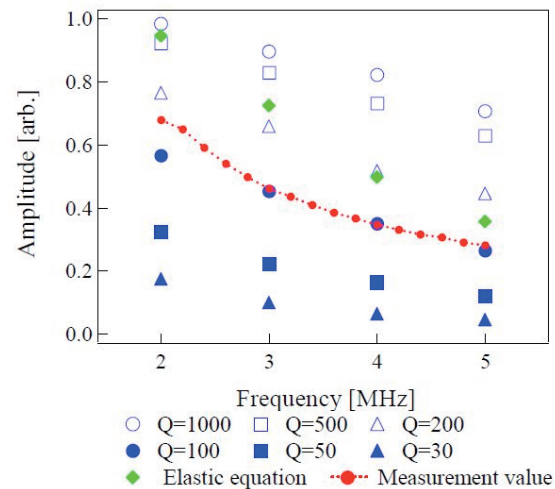 Amplitude [arb.]
1.0
0.8
0.6
0.4
0.2
0.0
2 3 4 5
Frequency [MHz]
Q=1000 Q=500 Q=200
Q=100 Q=50 Q=30
Elastic equation Measurement value